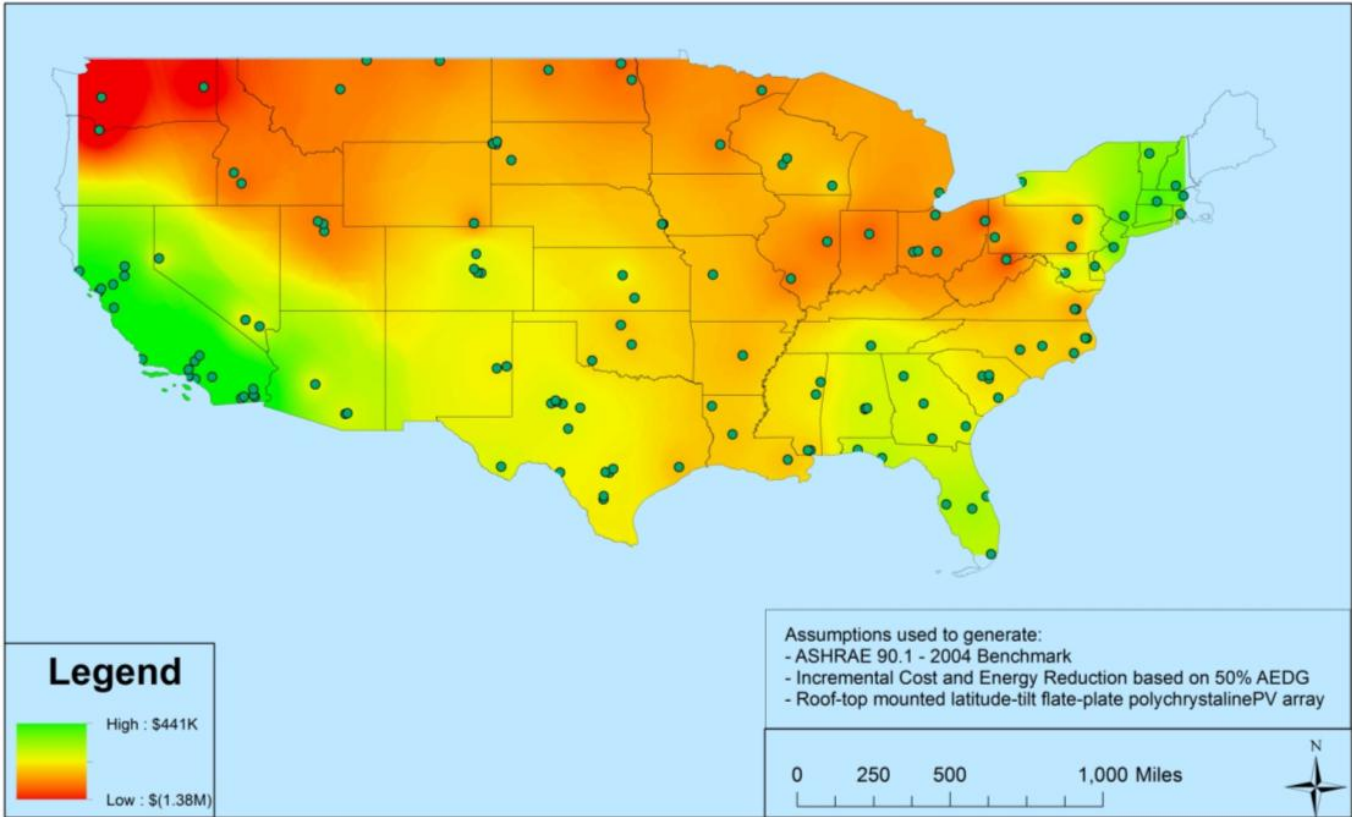 Legend
High : $441K
Low : $(1.38M)
Assumptions used to generate:
- ASHRAE 90.1 - 2004 Benchmark
- Incremental Cost and Energy Reduction based on 50% AEDG
- Roof-top mounted latitude-tilt flate-plate polychrystalinePV array
0 250 500 1,000 Miles
N